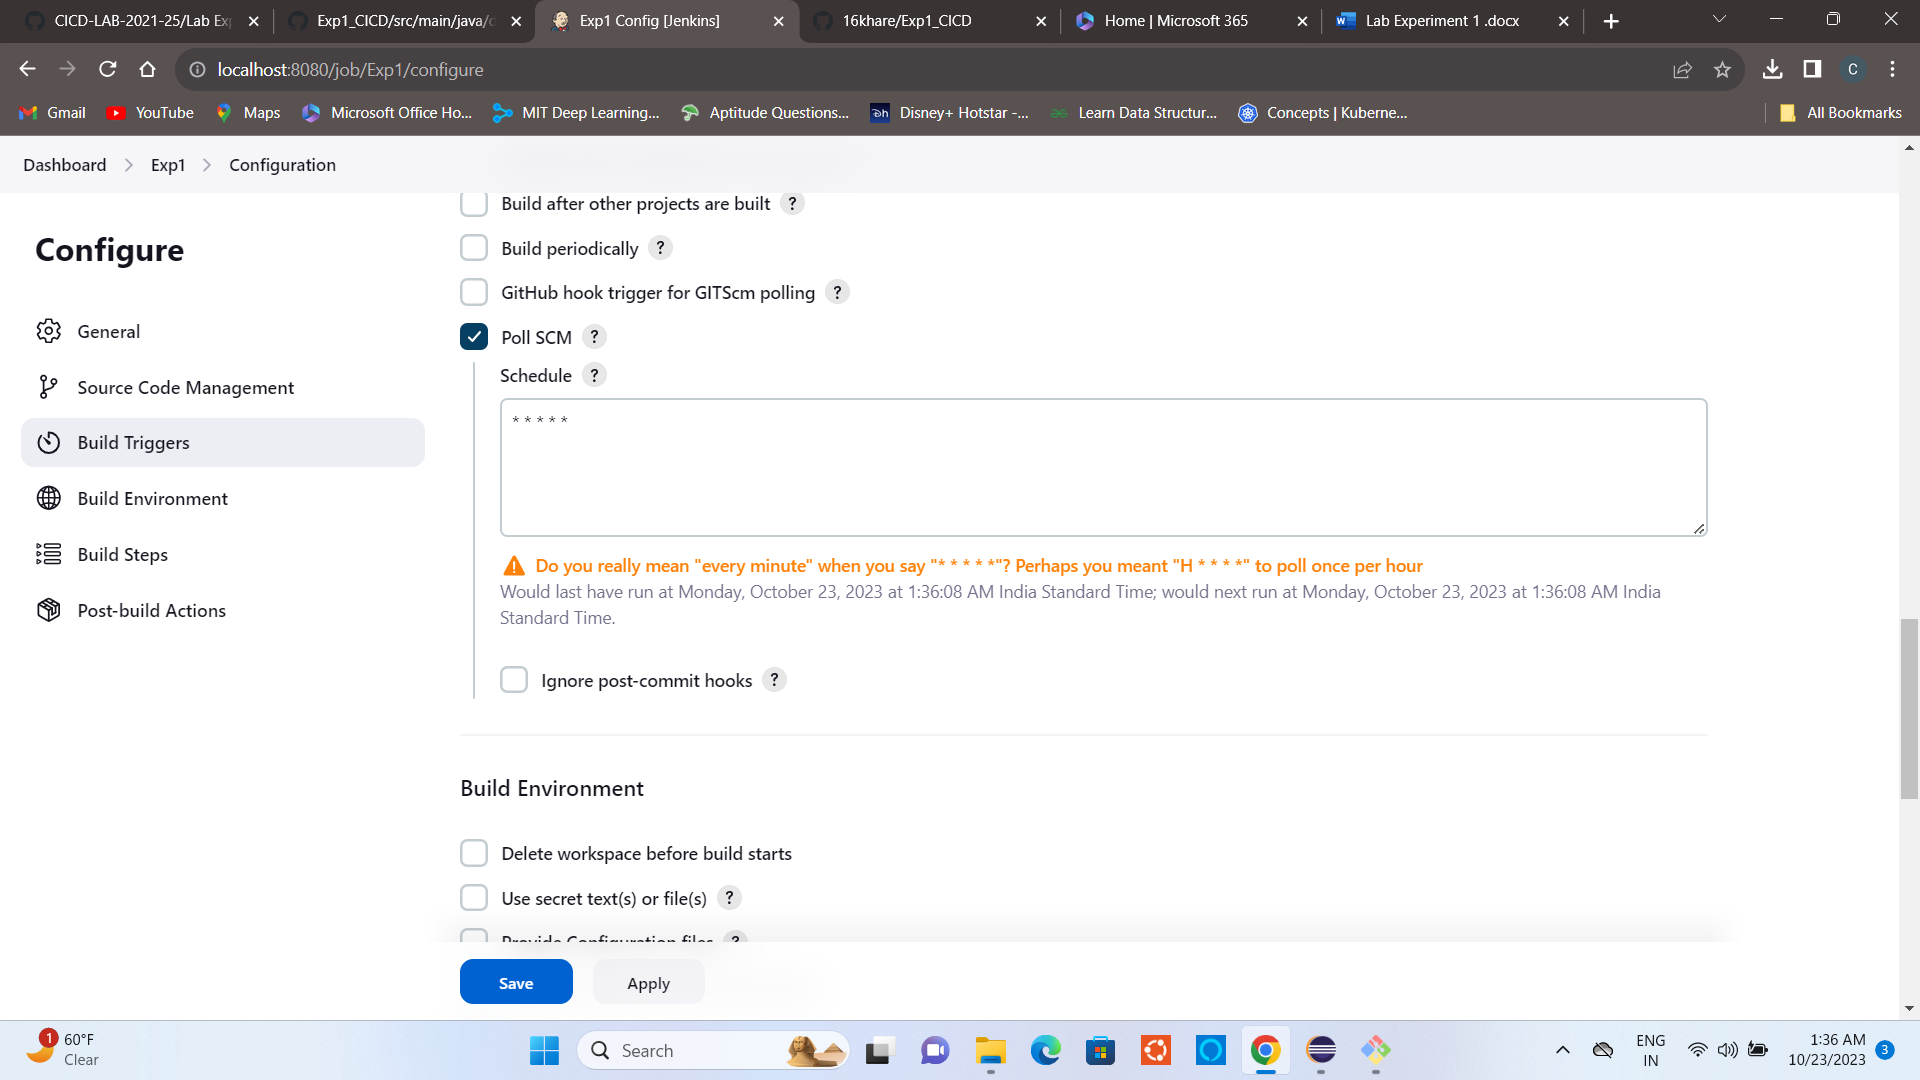 CICD-LAB-2021-25/Lab Ex
Exp1_CICD/src/main/java/c
Exp1 Config [Jenkins]
16khare/Exp1_CICD
Home | Microsoft 365
Lab Experiment 1 .docx
localhost:8080/job/Exp1/configure
C
Gmail
YouTube
Maps
Microsoft Office Ho...
MIT Deep Learning...
Aptitude Questions...
Disney+ Hotstar -...
Learn Data Structur...
Concepts | Kuberne...
All Bookmarks
Dashboard
Exp1
Configuration
Configure
General
Source Code Management
Build Triggers
Build Environment
Build Steps
Post-build Actions
Build after other projects are built ?
Build periodically ?
GitHub hook trigger for GITScm polling ?
Poll SCM ?
Schedule ?
* * * * *
Do you really mean "every minute" when you say "* * * * *"? Perhaps you meant "H * * * *" to poll once per hour
Would last have run at Monday, October 23, 2023 at 1:36:08 AM India Standard Time; would next run at Monday, October 23, 2023 at 1:36:08 AM India
Standard Time.
Ignore post-commit hooks ?
Build Environment
Delete workspace before build starts
Use secret text(s) or file(s) ?
Provide Configuration files ?
Save
Apply
1
60°F
Clear
Search
ENG
IN
1:36 AM
10/23/2023
3